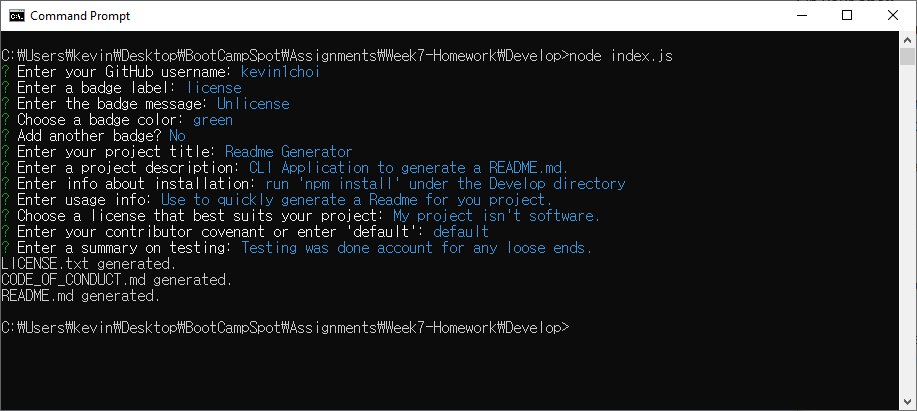 Command Prompt
C:₩Users₩kevin₩Desktop₩BootCampSpot₩Assignments₩Week7-Homework₩Develop>node index.js
? Enter your GitHub username: kevin1choi
? Enter a badge label: license
? Enter the badge message: Unlicense
? Choose a badge color: green
? Add another badge? No
? Enter your project title: Readme Generator
? Enter a project description: CLI Application to generate a README.md.
? Enter info about installation: run 'npm install' under the Develop directory
? Enter usage info: Use to quickly generate a Readme for you project.
? Choose a license that best suits your project: My project isn't software.
? Enter your contributor covenant or enter 'default': default
? Enter a summary on testing: Testing was done account for any loose ends.
LICENSE.txt generated.
CODE_OF_CONDUCT.md generated.
README.md generated.
C:₩Users₩kevin₩Desktop₩BootCampSpot₩Assignments₩Week7-Homework₩Develop>